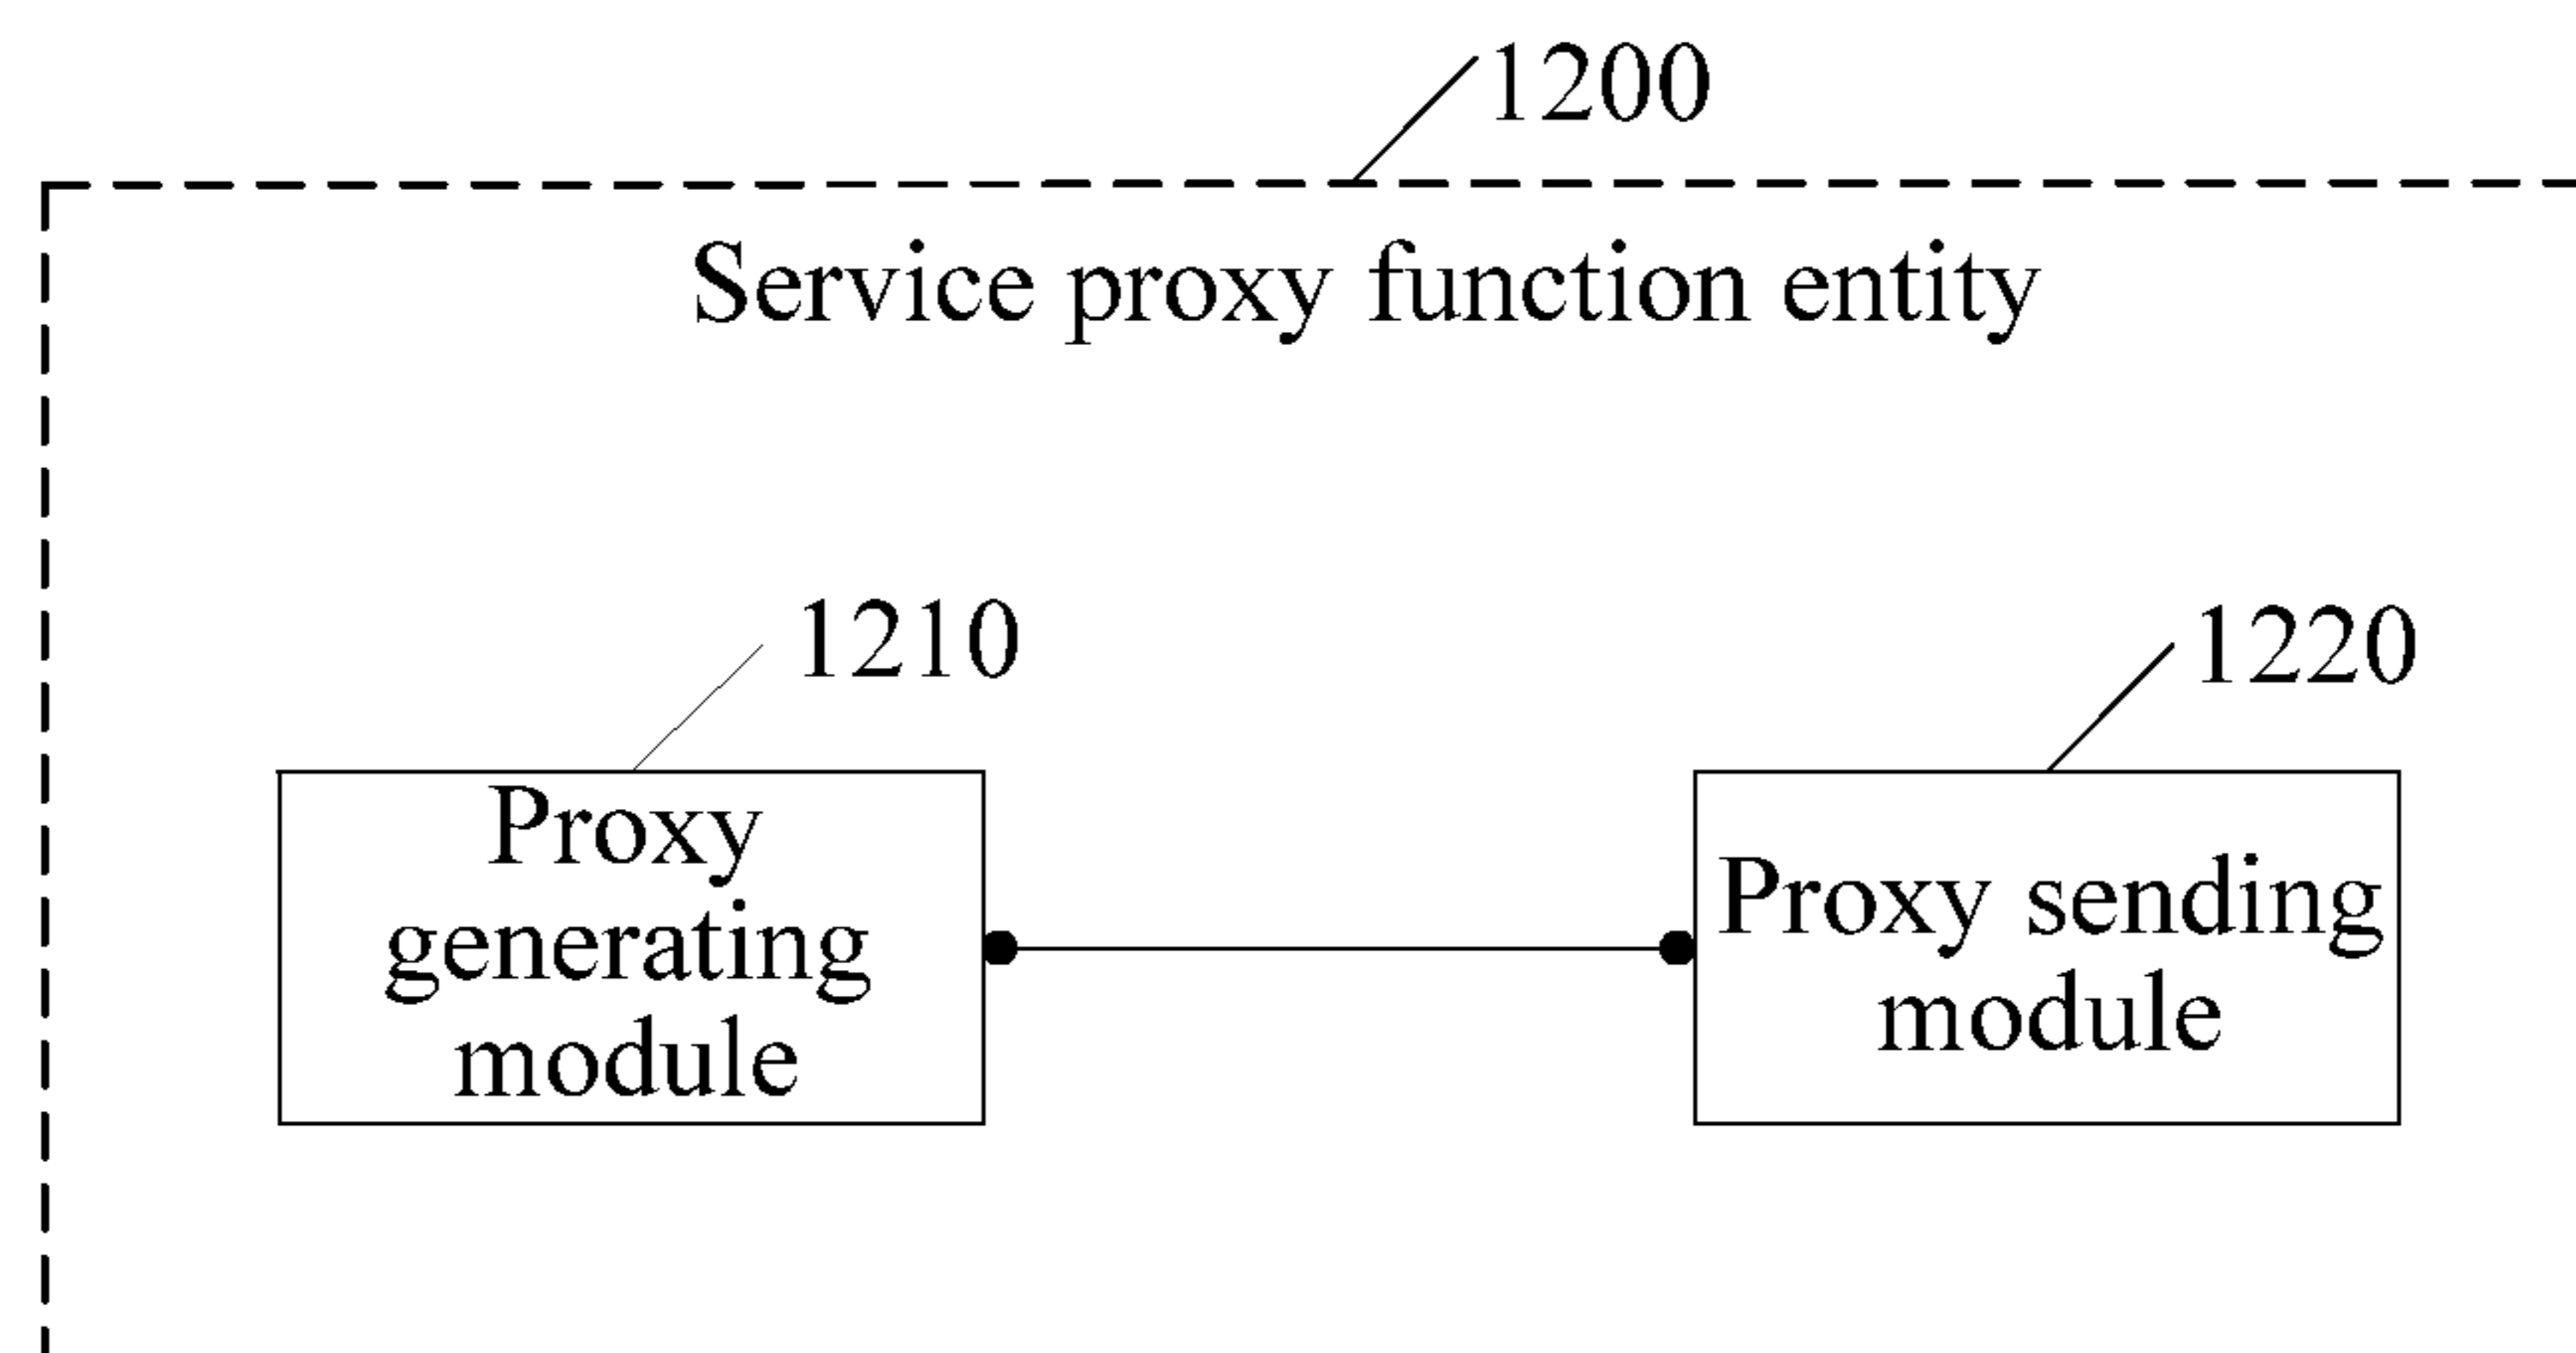 1200
Service proxy function entity
1210
1220
Proxy
generating
module
Proxy sending
module